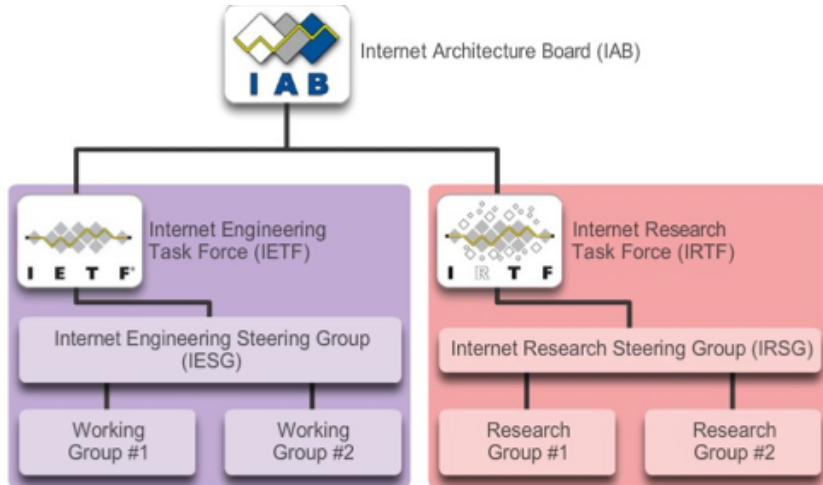 IAB
Internet Architecture Board (IAB)
IETF®
Internet Engineering
Task Force (IETF)
IRTF
Internet Research
Task Force (IRTF)
Internet Engineering Steering Group
(IESG)
Internet Research Steering Group (IRSG)
Working
Group #1
Working
Group #2
Research
Group #1
Research
Group #2